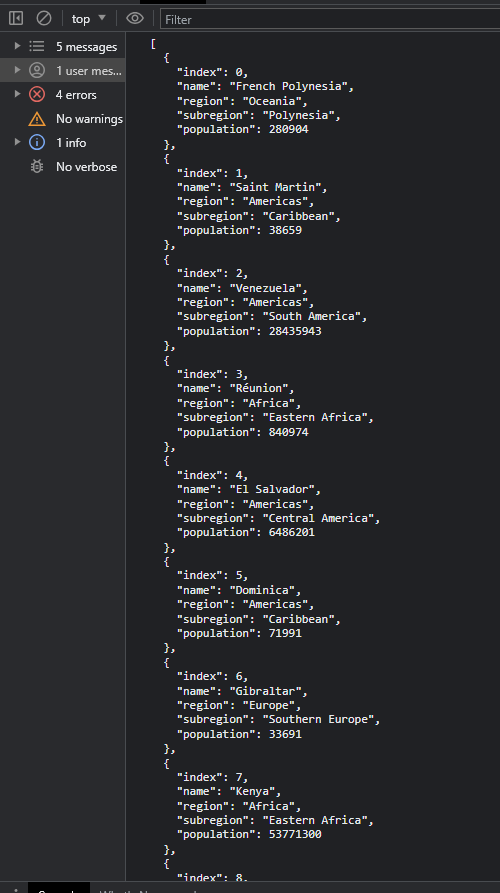 top
Filter
5 messages
1 user mes...
4 errors
No warnings
1 info
No verbose
[
{
"index": 0,
"name": "French Polynesia",
"region": "Oceania",
"subregion": "Polynesia",
"population": 280904
},
{
"index": 1,
"name": "Saint Martin",
"region": "Americas",
"subregion": "Caribbean",
"population": 38659
},
{
"index": 2,
"name": "Venezuela",
"region": "Americas",
"subregion": "South America",
"population": 28435943
},
{
"index": 3,
"name": "Réunion",
"region": "Africa",
"subregion": "Eastern Africa",
"population": 840974
},
{
"index": 4,
"name": "El Salvador",
"region": "Americas",
"subregion": "Central America",
"population": 6486201
},
{
"index": 5,
"name": "Dominica",
"region": "Americas",
"subregion": "Caribbean",
"population": 71991
},
{
"index": 6,
"name": "Gibraltar",
"region": "Europe",
"subregion": "Southern Europe",
"population": 33691
},
{
"index": 7,
"name": "Kenya",
"region": "Africa",
"subregion": "Eastern Africa",
"population": 53771300
},
{
"index": 8,